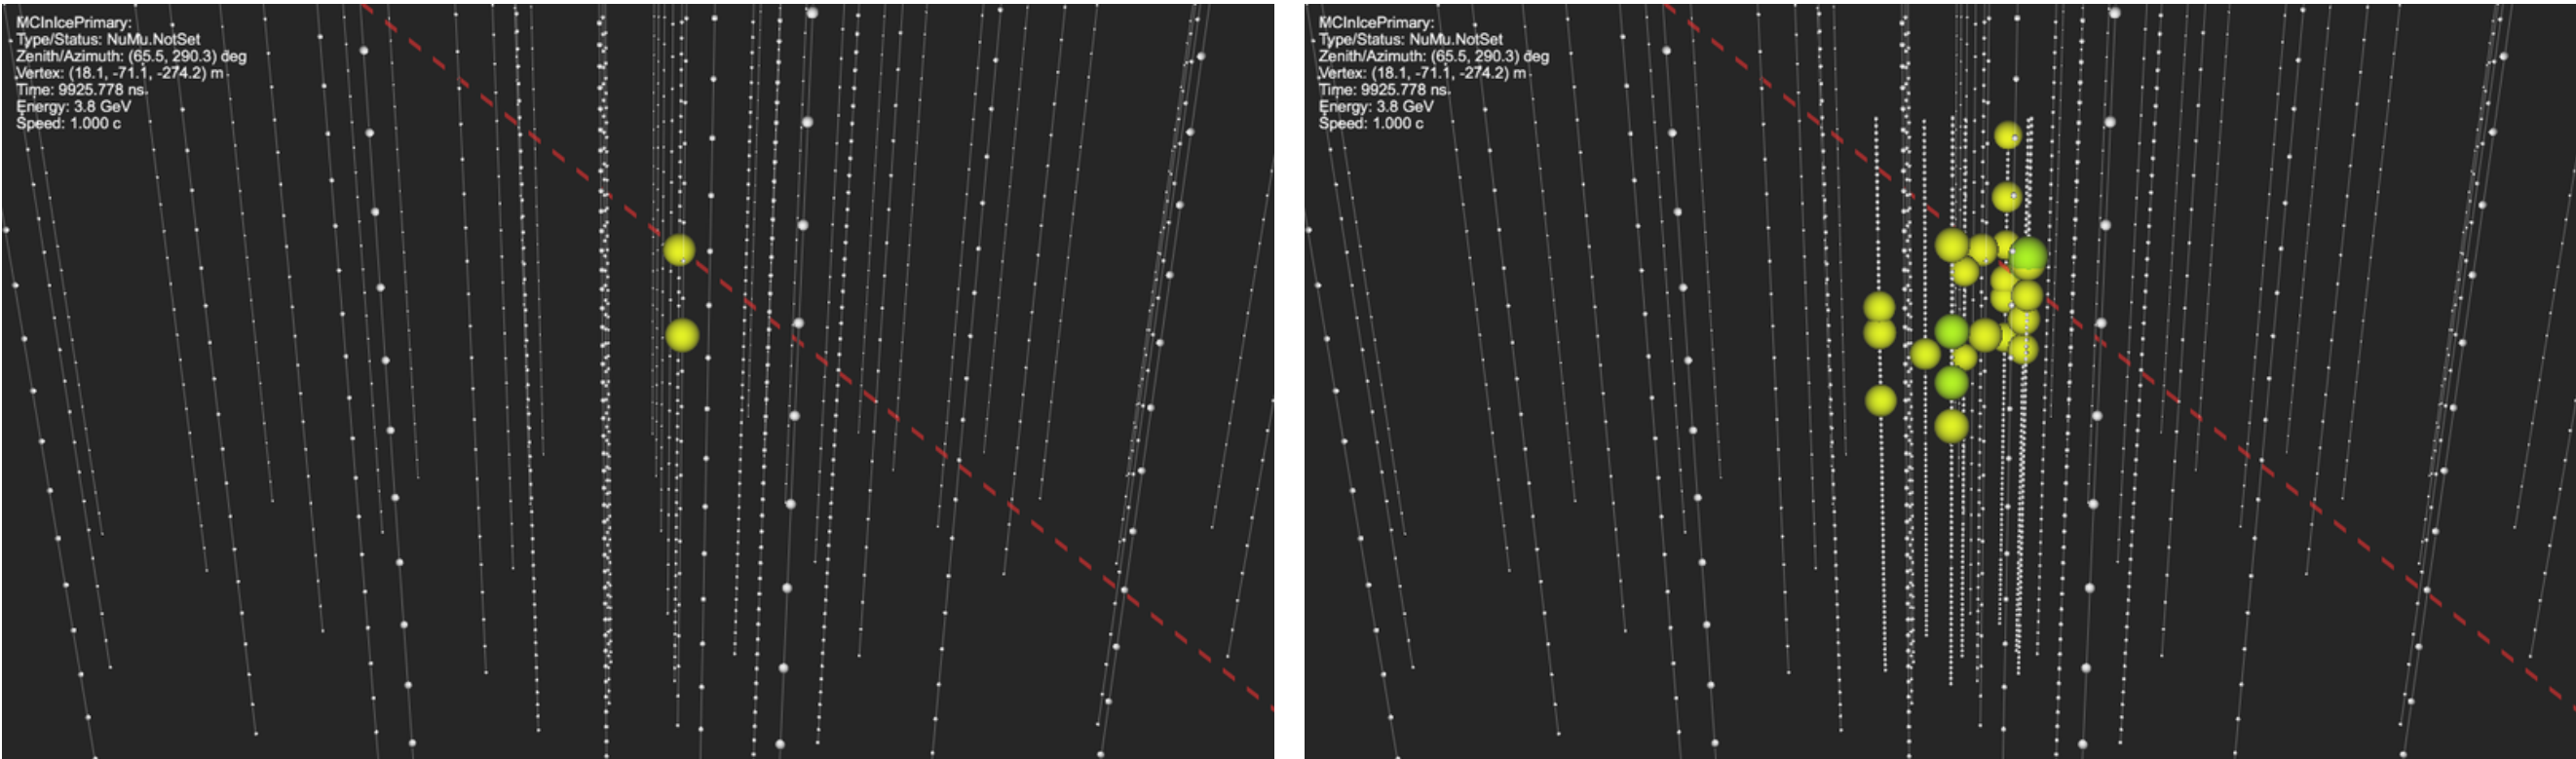 MCInIcePrimary:
Type/Status: NuMu.NotSet
Zenith/Azimuth: (65.5, 290.3) deg
Vertex: (18.1, -71.1, -274.2) m
Time: 9925.778 ns
Energy: 3.8 GeV
Speed: 1.000 c
MCInIcePrimary:
Type/Status: NuMu.NotSet
Zenith/Azimuth: (65.5, 290.3) deg
Vertex: (18.1, -71.1, -274.2) m
Time: 9925.778 ns
Energy: 3.8 GeV
Speed: 1.000 c